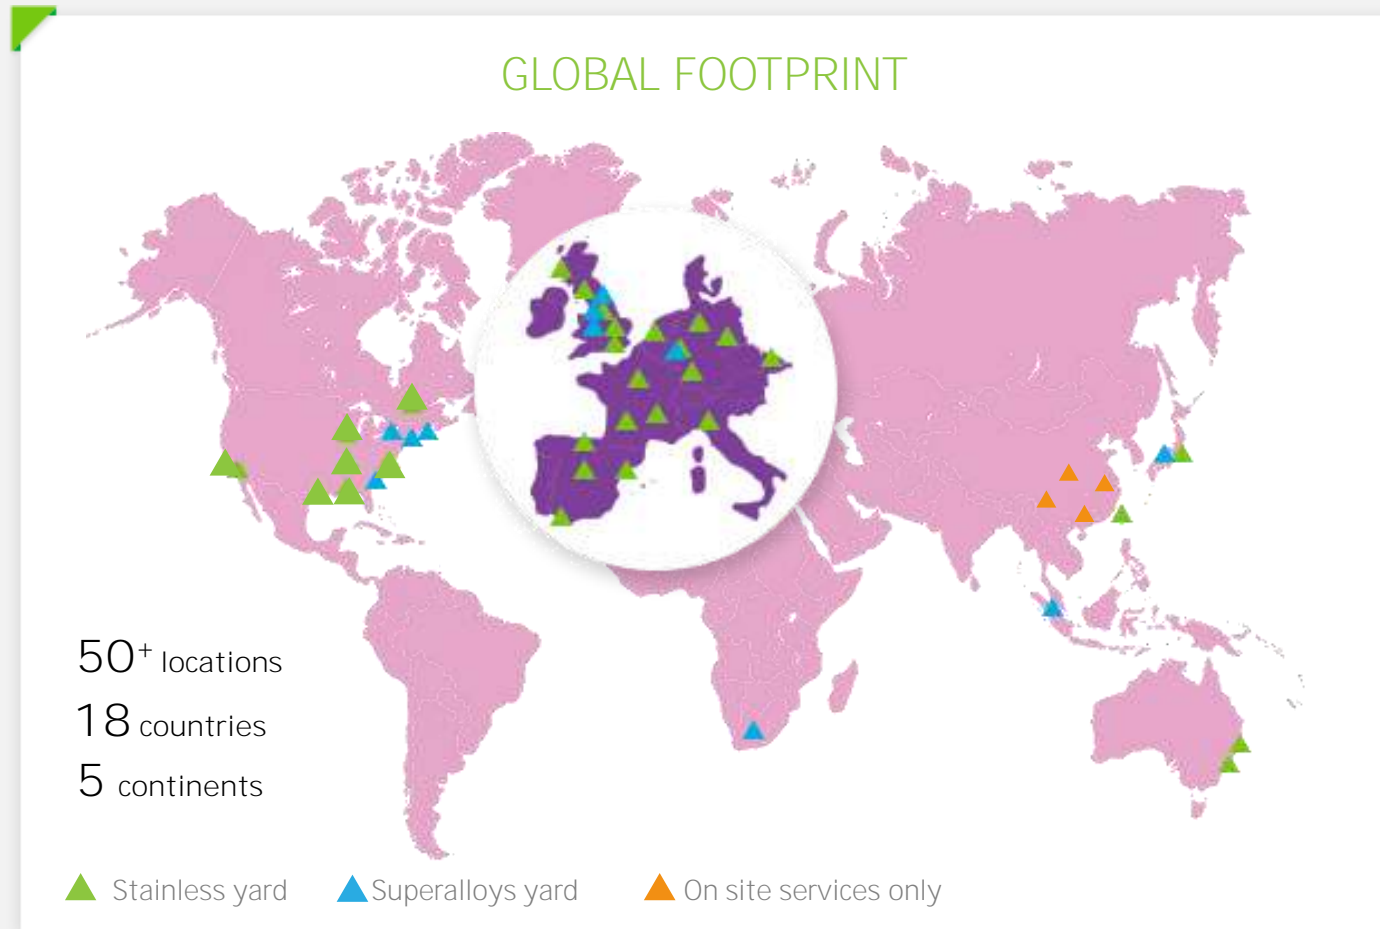 GLOBAL FOOTPRINT
50+ locations
18 countries
5 continents
Stainless yard
Superalloys yard
On site services only